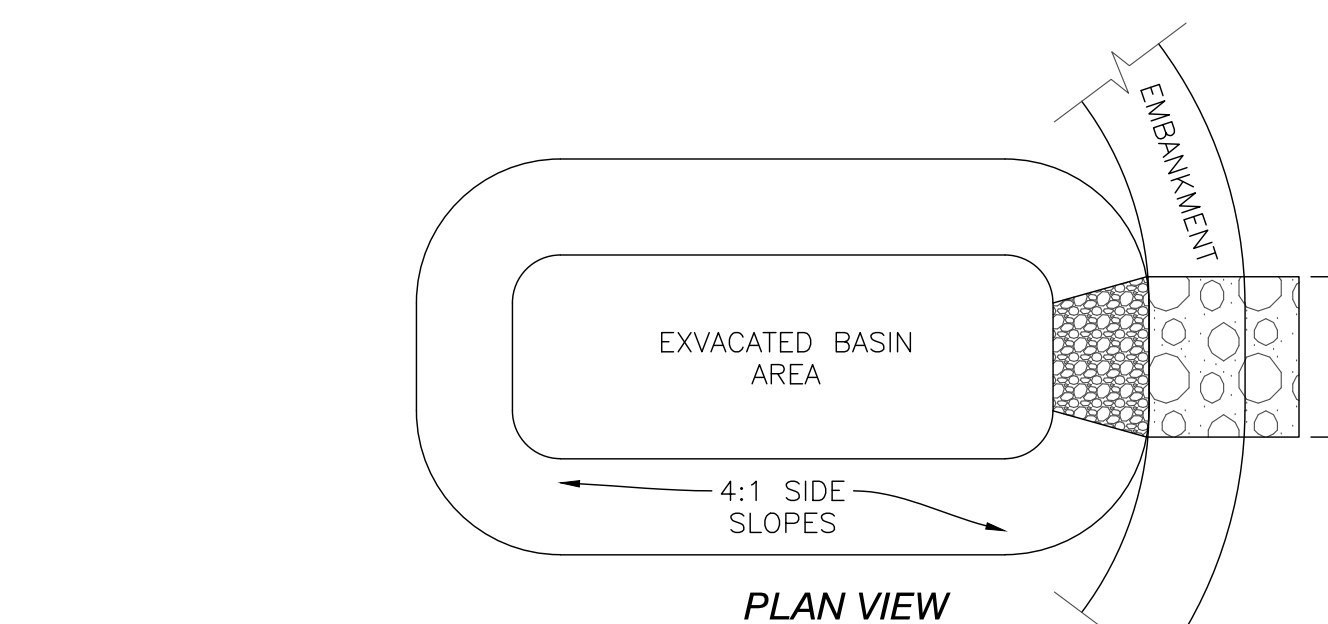 EMBANKMENT
EXVACATED BASIN
AREA
4:1 SIDE
SLOPES
PLAN VIEW